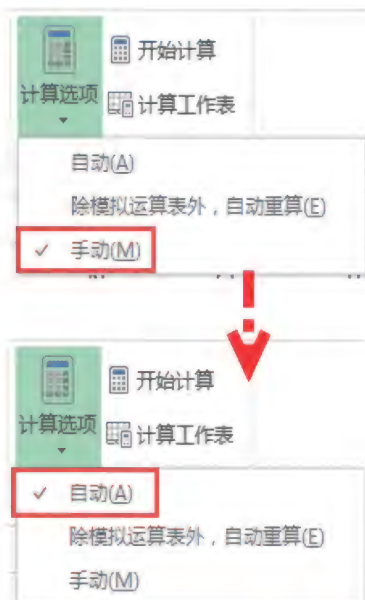 开始计算
计算选项
计算工作表
自动(A)
除模拟运算表外，自动重算(E)
✓ 手动(M)
开始计算
计算选项
计算工作表
✓ 自动(A)
除模拟运算表外，自动重算(E)
手动(M)